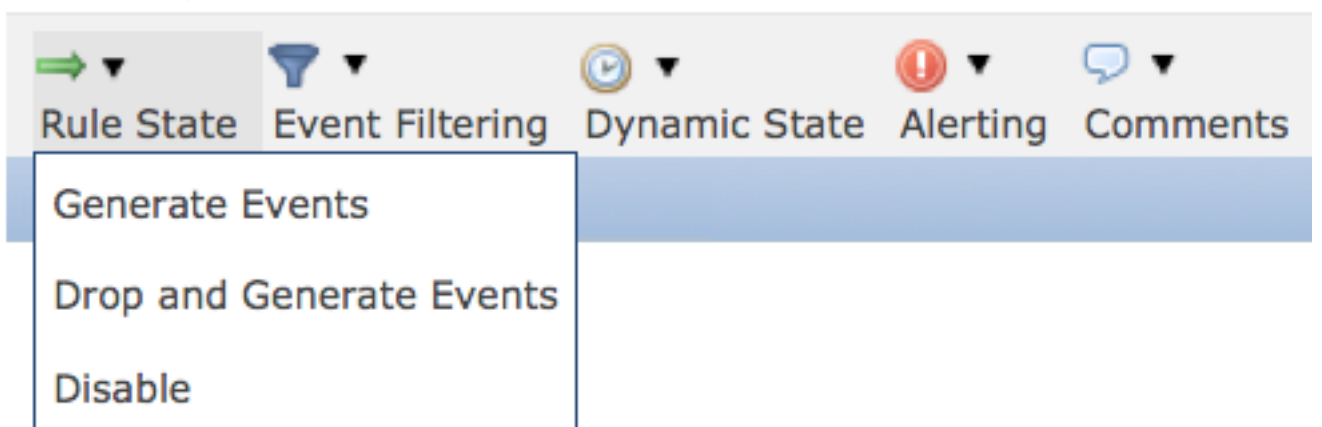 Rule State Event Filtering Dynamic State Alerting Comments
Generate Events
Drop and Generate Events
Disable